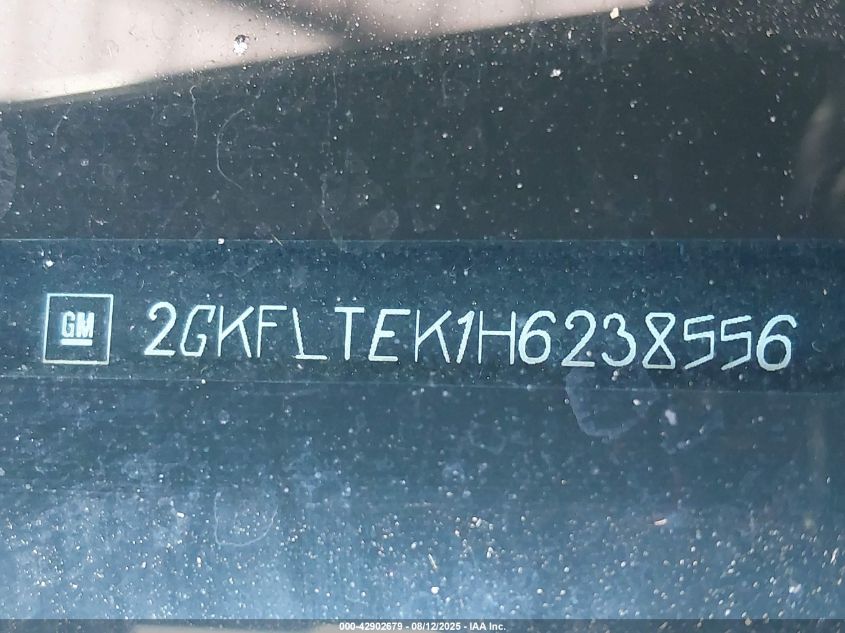 GM 2GKFLTEK1H6238556
000-42902679 - 08/12/2025 - IAA Inc.